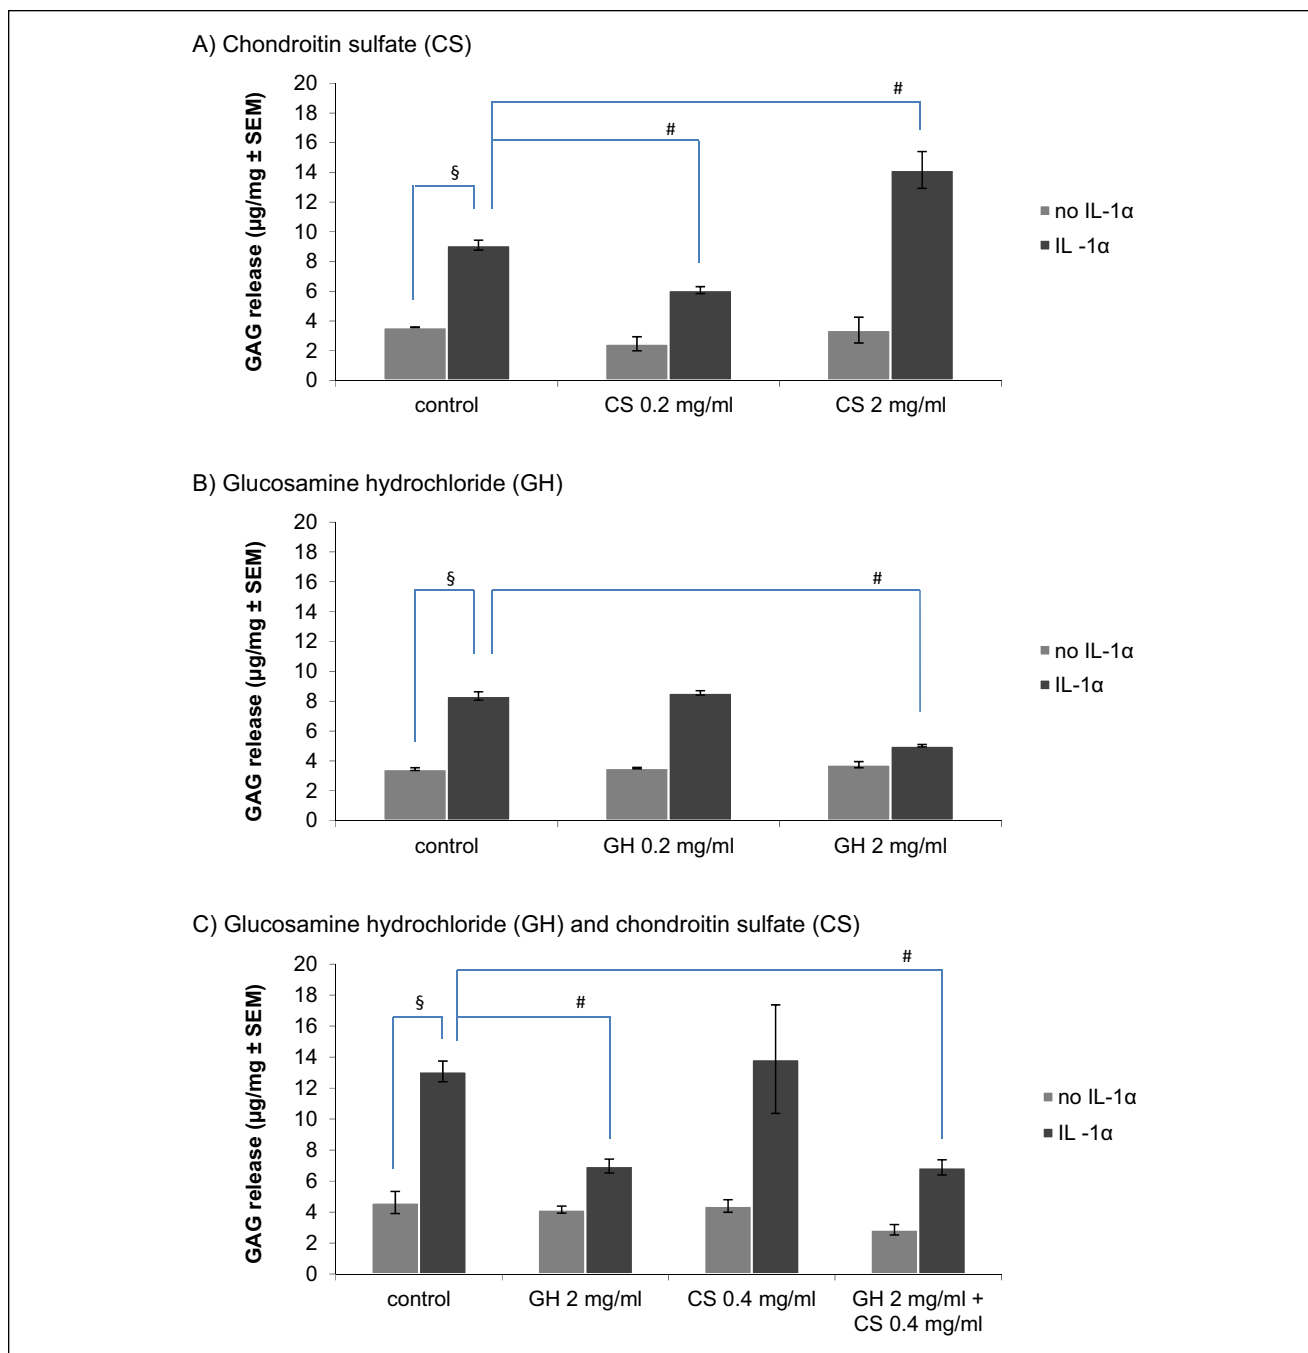 A) Chondroitin sulfate (CS)
GAG release (µg/mg ± SEM)
20
18
16
14
12
10
8
6
4
2
0
§
#
#
control
CS 0.2 mg/ml
CS 2 mg/ml
no IL-1α
IL -1α
B) Glucosamine hydrochloride (GH)
GAG release (µg/mg ± SEM)
20
18
16
14
12
10
8
6
4
2
0
§
#
control
GH 0.2 mg/ml
GH 2 mg/ml
no IL-1α
IL-1α
C) Glucosamine hydrochloride (GH) and chondroitin sulfate (CS)
GAG release (µg/mg ± SEM)
20
18
16
14
12
10
8
6
4
2
0
§
#
#
control
GH 2 mg/ml
CS 0.4 mg/ml
GH 2 mg/ml +
CS 0.4 mg/ml
no IL-1α
IL -1α